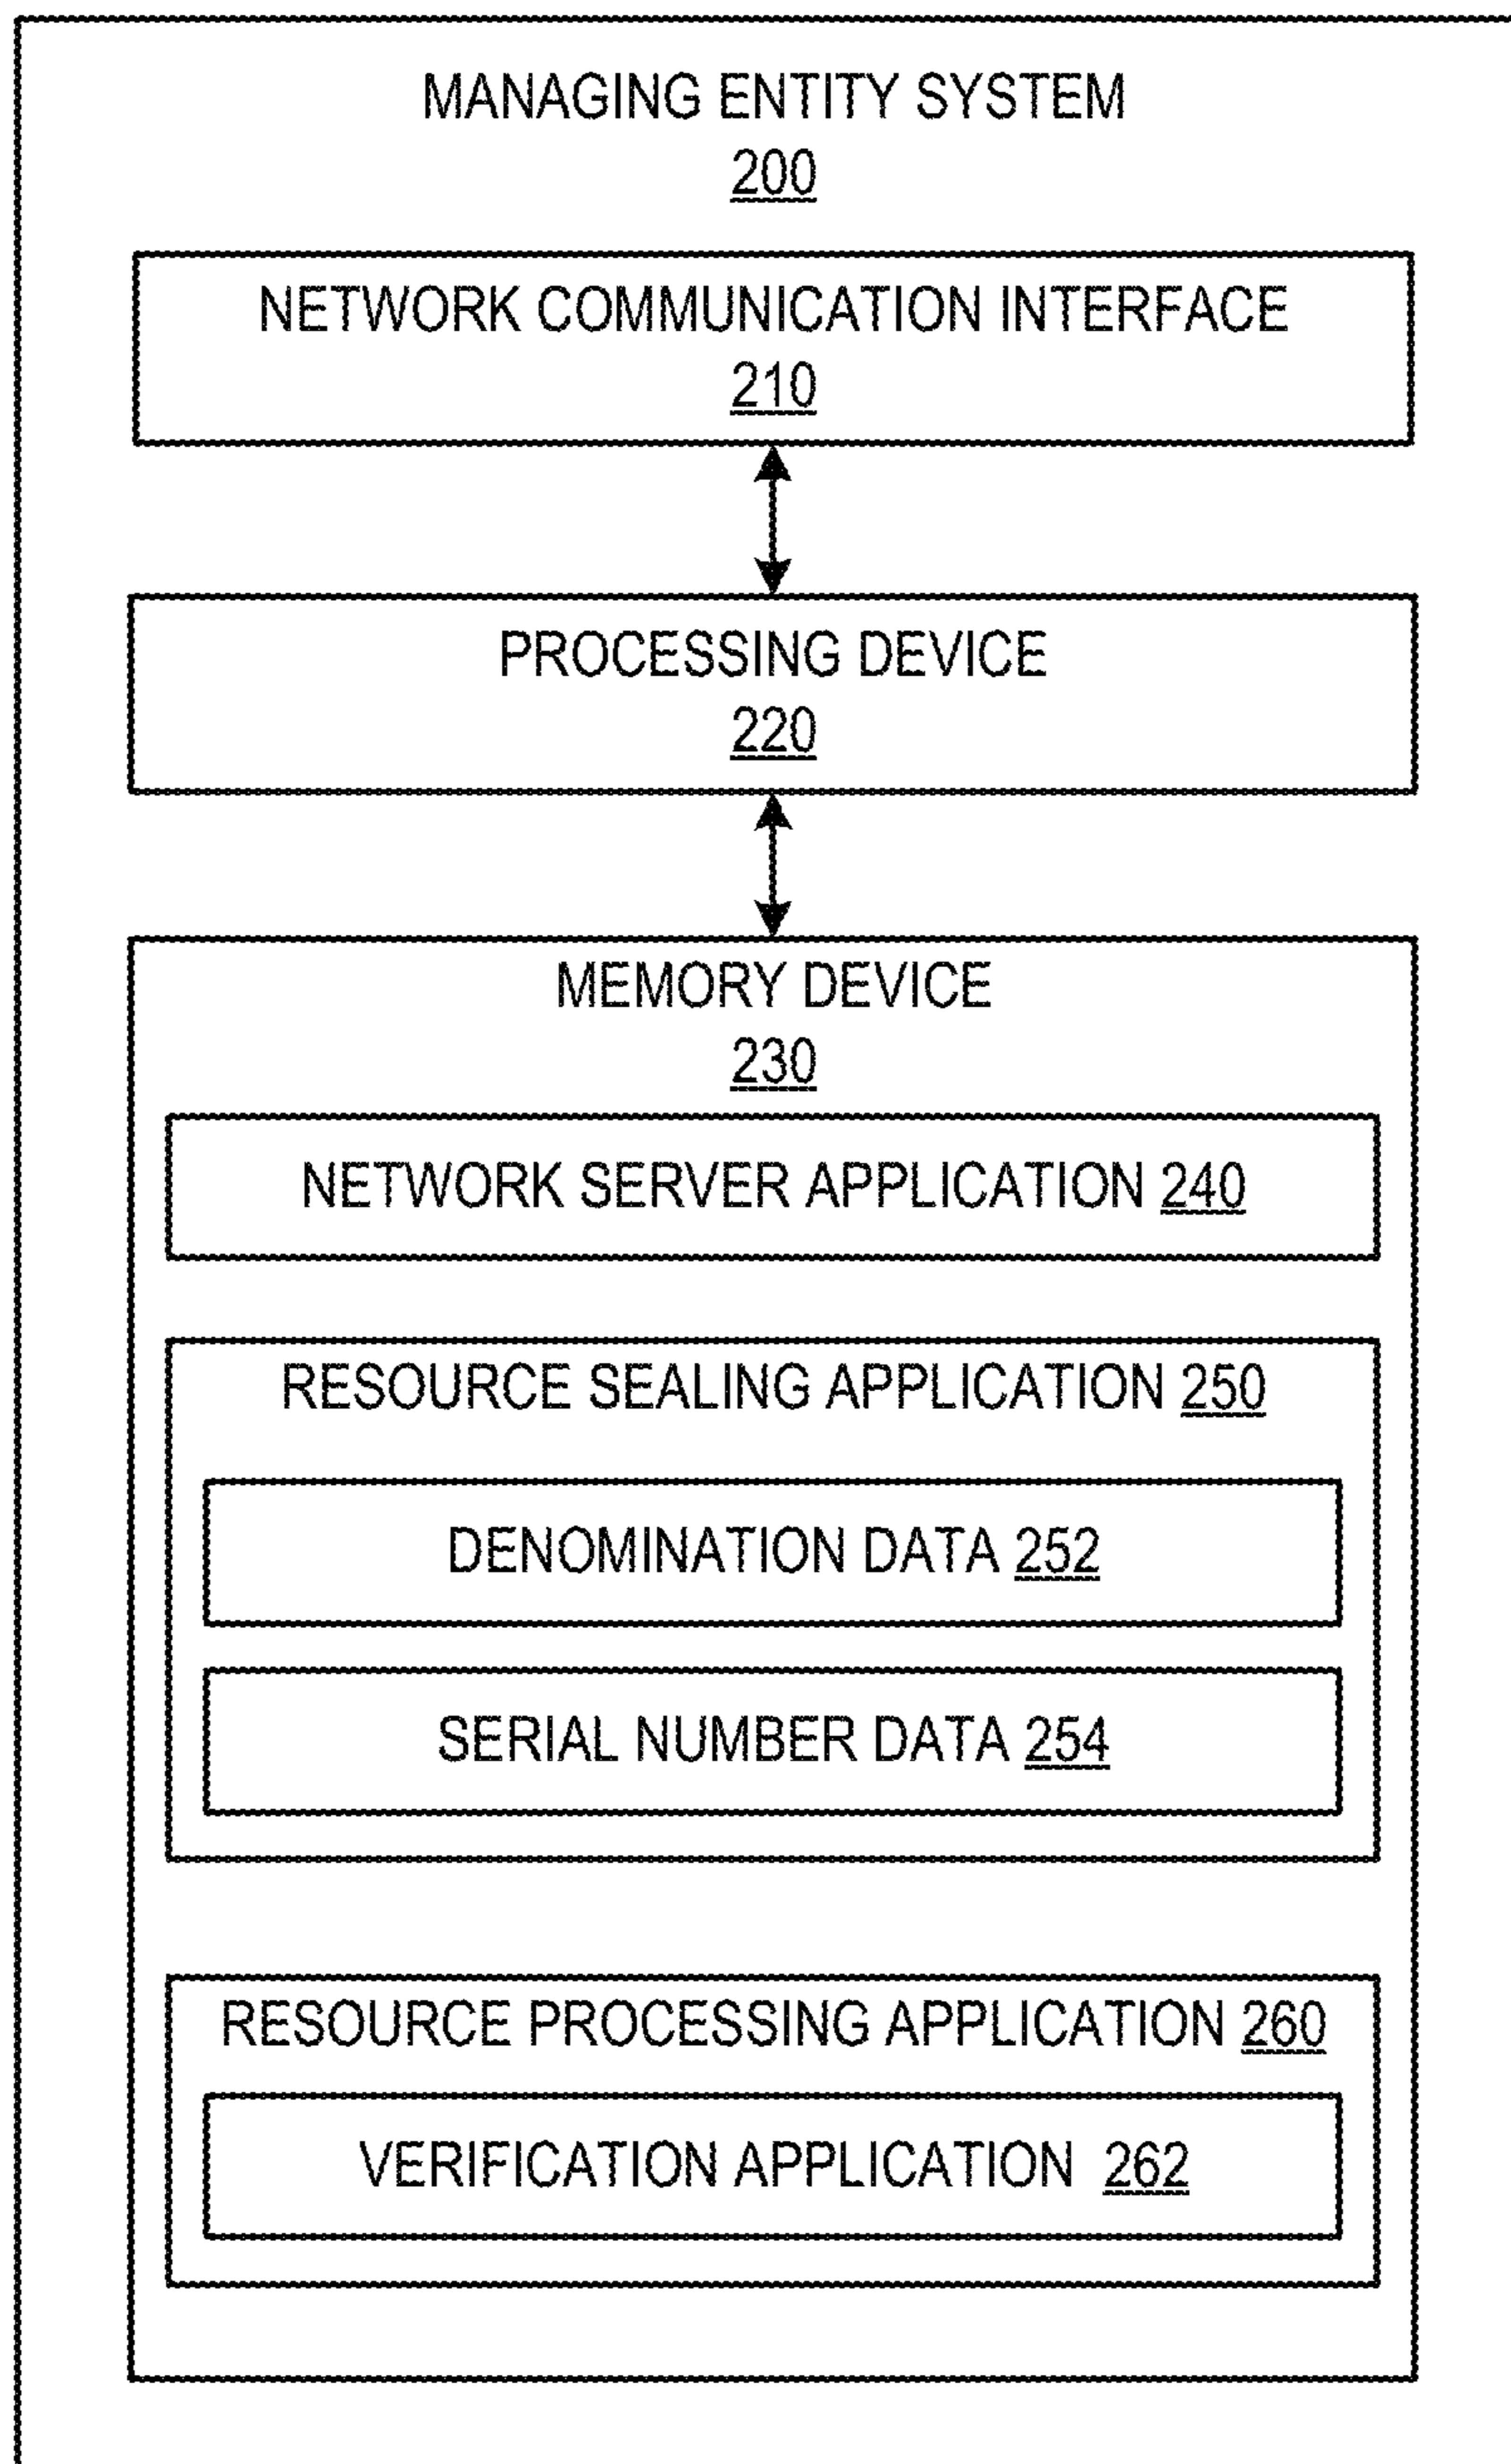 MANAGING ENTITY SYSTEM
200
NETWORK COMMUNICATION INTERFACE
210
PROCESSING DEVICE
220
MEMORY DEVICE
230
NETWORK SERVER APPLICATION 240
RESOURCE SEALING APPLICATION 250
DENOMINATION DATA 252
SERIAL NUMBER DATA 254
RESOURCE PROCESSING APPLICATION 260
VERIFICATION APPLICATION 262